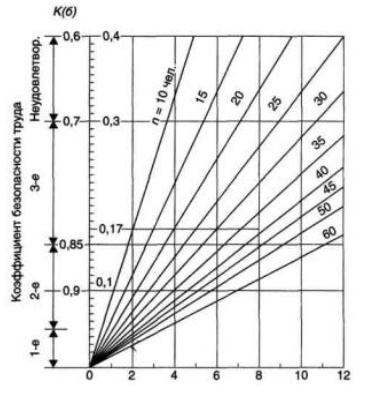 К(б)
0,6
0,4
n = 10 чел.
15
20
25
30
35
40
45
50
60
0,7
0,3
0,17
0,85
0,1
0,9
0 2 4 6 8 10 12
Коэффициент безопасности труда
Неудовлетвор.
3-е
2-е
1-е